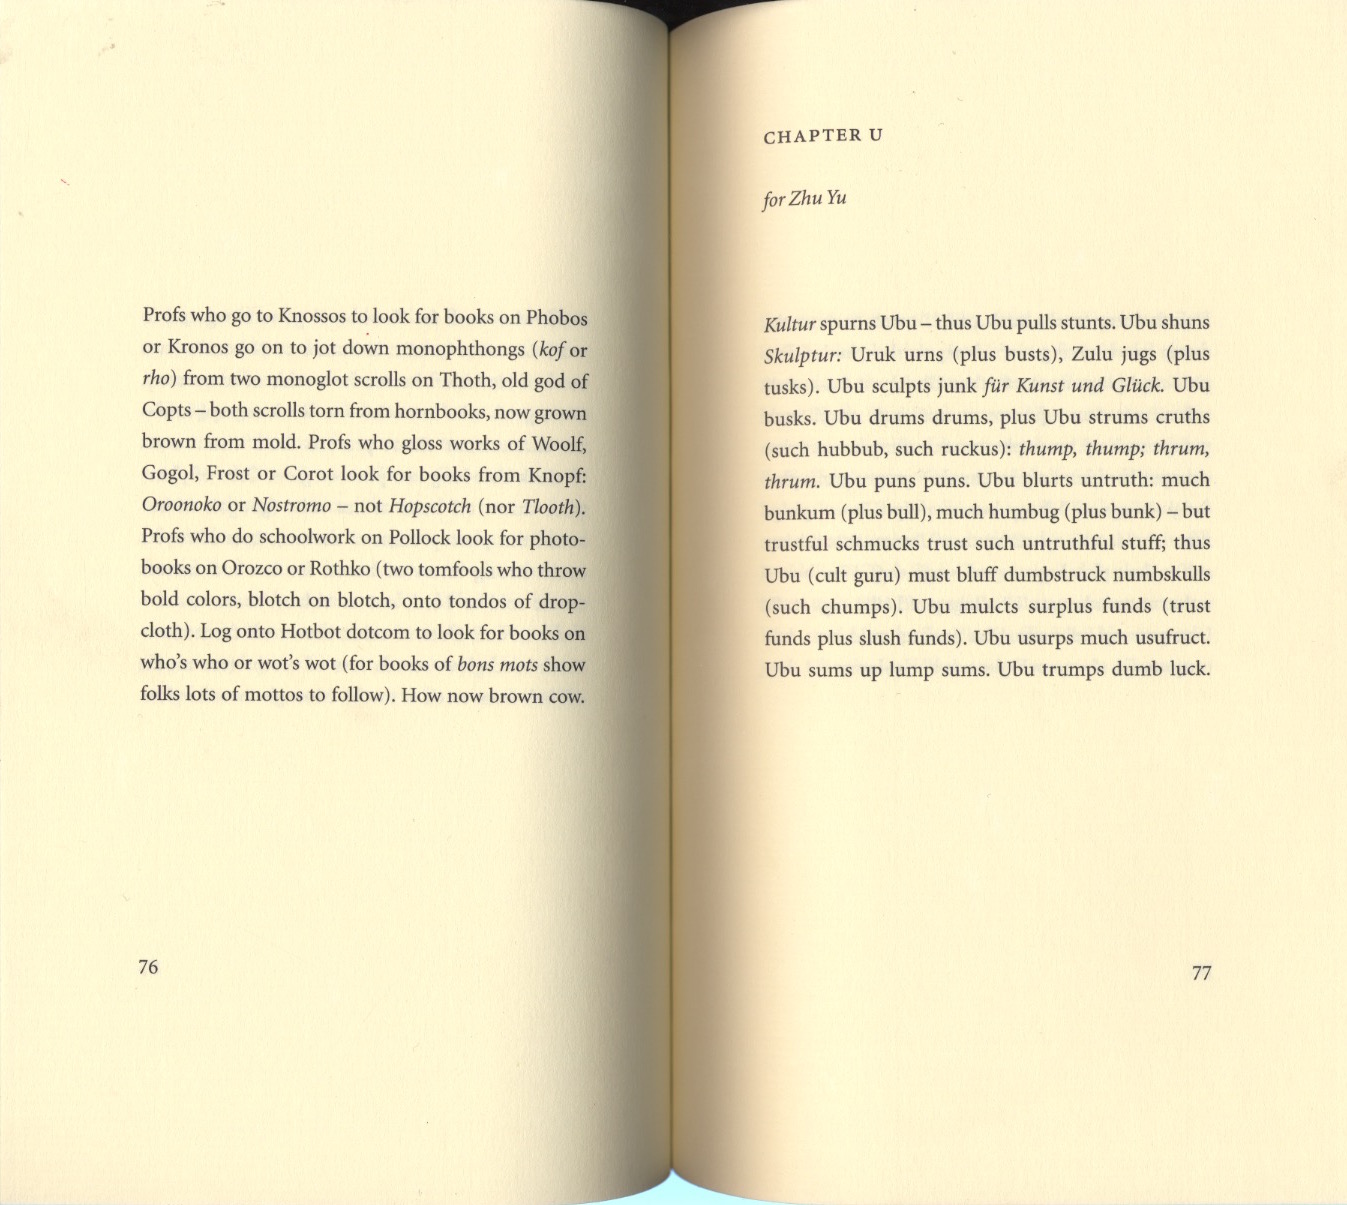 Profs who go to Knossos to look for books on Phobos
or Kronos go on to jot down monophthongs (kof or
rho) from two monoglot scrolls on Thoth, old god of
Copts – both scrolls torn from hornbooks, now grown
brown from mold. Profs who gloss works of Woolf,
Gogol, Frost or Corot look for books from Knopf:
Oroonoko or Nostromo – not Hopscotch (nor Tlooth).
Profs who do schoolwork on Pollock look for photo-
books on Orozco or Rothko (two tomfools who throw
bold colors, blotch on blotch, onto tondos of drop-
cloth). Log onto Hotbot dotcom to look for books on
who's who or wot's wot (for books of bons mots show
folks lots of mottos to follow). How now brown cow.
76
CHAPTER U
for Zhu Yu
Kultur spurns Ubu – thus Ubu pulls stunts. Ubu shuns
Skulptur: Uruk urns (plus busts), Zulu jugs (plus
tusks). Ubu sculpts junk für Kunst und Glück. Ubu
busks. Ubu drums drums, plus Ubu strums cruths
(such hubbub, such ruckus): thump, thump; thrum,
thrum. Ubu puns puns. Ubu blurts untruth: much
bunkum (plus bull), much humbug (plus bunk) – but
trustful schmucks trust such untruthful stuff; thus
Ubu (cult guru) must bluff dumbstruck numbskulls
(such chumps). Ubu mulcts surplus funds (trust
funds plus slush funds). Ubu usurps much usufruct.
Ubu sums up lump sums. Ubu trumps dumb luck.
77